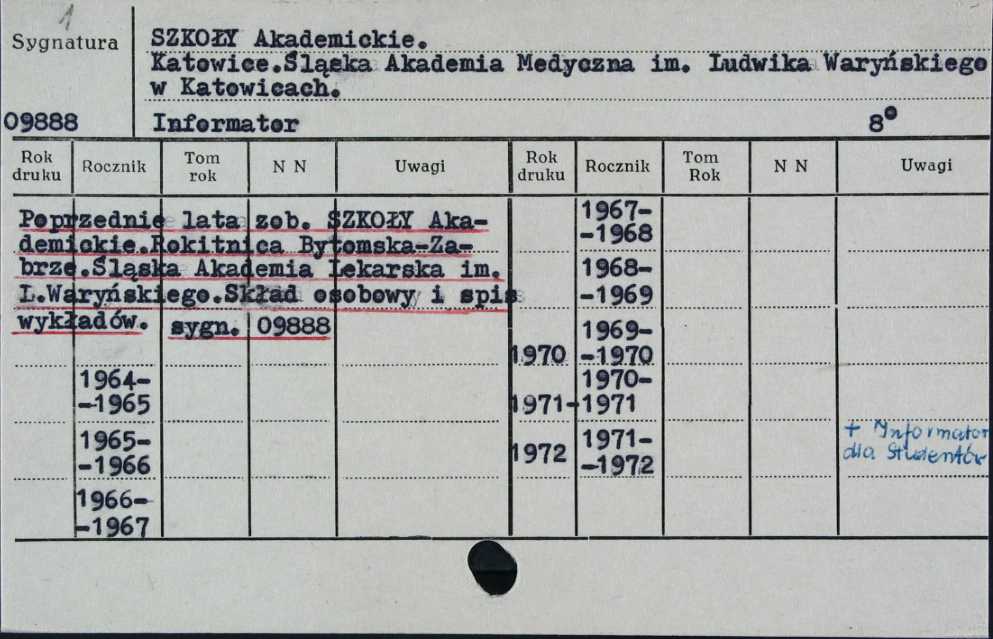 1
Sygnatura
SZKOŁY Akademickie.
Katowice.Śląska Akademia Medyczna im. Ludwika Waryńskiego
w Katowicach.
09888 Informator 8°
Rok druku Rocznik Tom rok N N Uwagi Rok druku Rocznik Tom Rok N N Uwagi
Poprzednie lata zob. SZKOŁY Aka-
demickie.Rokitnica Bytomska-Za-
brze.Śląska Akademia Lekarska im.
L.Waryńskiego.Skład osobowy i spis
wykładów. sygn. 09888
1964-
-1965
1965-
-1966
1966-
-1967
1967-
-1968
1968-
-1969
1969-
1970 -1970
1970-
1971-1971
1971-
1972 -1972
+ Informator
dla Studentów